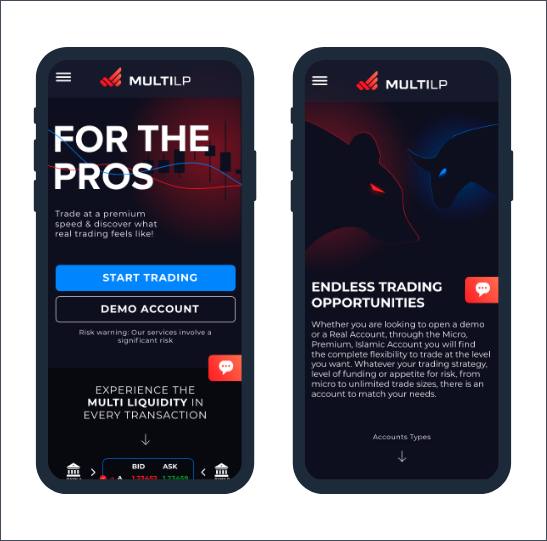 MULTILP
FOR THE
PROS
Trade at a premium
speed & discover what
real trading feels like!
START TRADING
DEMO ACCOUNT
Risk warning: Our services involve a
significant risk
EXPERIENCE THE
MULTI LIQUIDITY IN
EVERY TRANSACTION
BID ASK
MULTILP
ENDLESS TRADING
OPPORTUNITIES
Whether you are looking to open a demo
or a Real Account, through the Micro,
Premium, Islamic Account you will find
the complete flexibility to trade at the level
you want. Whatever your trading strategy,
level of funding or appetite for risk, from
micro to unlimited trade sizes, there is an
account to match your needs.
Accounts Types